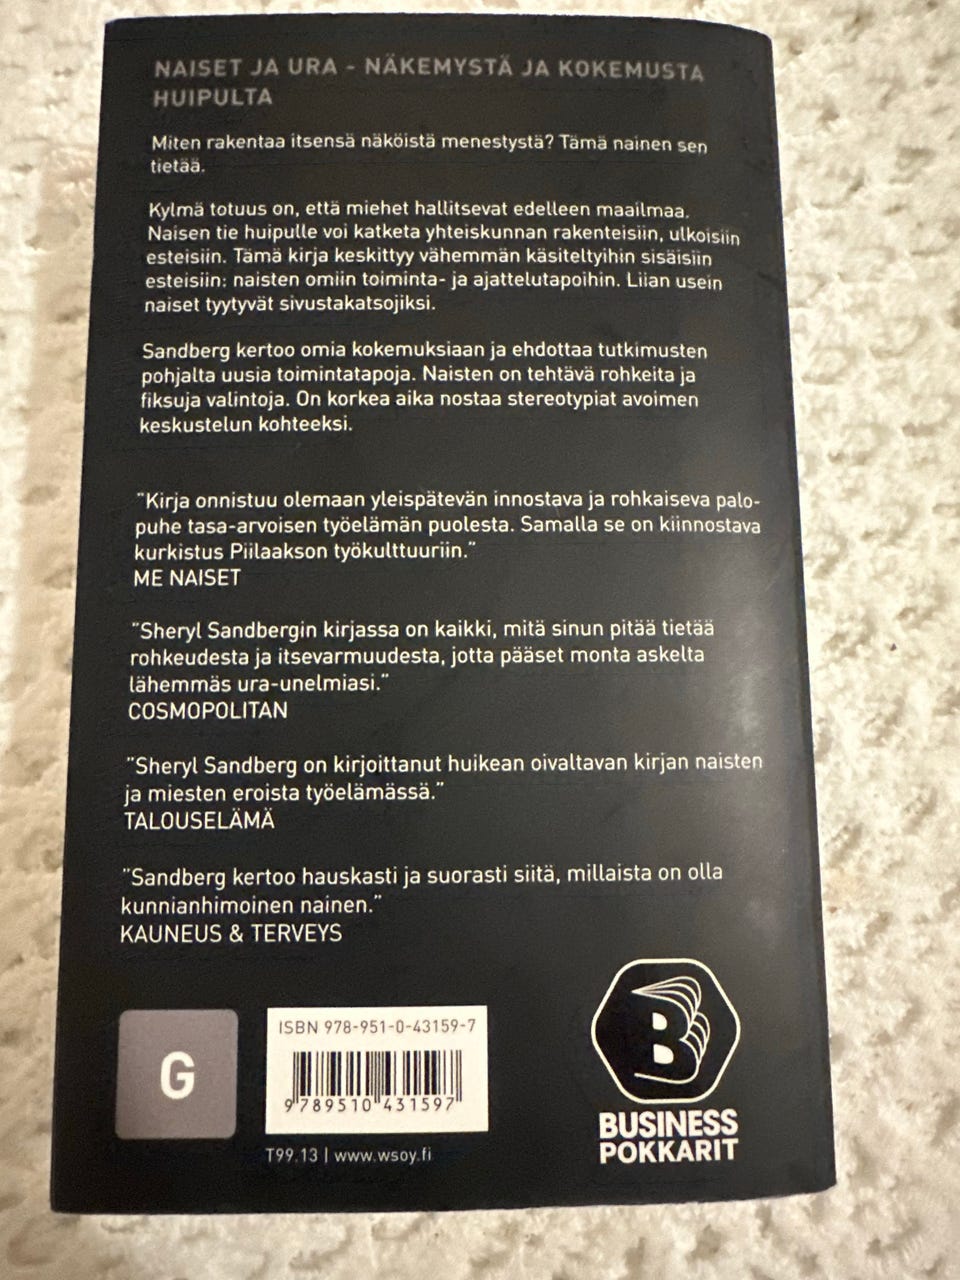 NAISET JA URA - NÄKEMYSTÄ JA KOKEMUSTA
HUIPULTA
Miten rakentaa itsensä näköistä menestystä? Tämä nainen sen
tietää.
Kylmä totuus on, että miehet hallitsevat edelleen maailmaa.
Naisen tie huipulle voi katketa yhteiskunnan rakenteisiin, ulkoisiin
esteisiin. Tämä kirja keskittyy vähemmän käsiteltyihin sisäisiin
esteisiin: naisten omiin toiminta- ja ajattelutapoihin. Liian usein
naiset tyytyvät sivustakatsojiksi.
Sandberg kertoo omia kokemuksiaan ja ehdottaa tutkimusten
pohjalta uusia toimintatapoja. Naisten on tehtävä rohkeita ja
fiksuja valintoja. On korkea aika nostaa stereotypiat avoimen
keskustelun kohteeksi.
"Kirja onnistuu olemaan yleispätevän innostava ja rohkaiseva palo-
puhe tasa-arvoisen työelämän puolesta. Samalla se on kiinnostava
kurkistus Piilaakson työkulttuuriin."
ME NAISET
"Sheryl Sandbergin kirjassa on kaikki, mitä sinun pitää tietää
rohkeudesta ja itsevarmuudesta, jotta pääset monta askelta
lähemmäs ura-unelmiasi."
COSMOPOLITAN
"Sheryl Sandberg on kirjoittanut huikean oivaltavan kirjan naisten
ja miesten eroista työelämässä."
TALOUSELÄMÄ
"Sandberg kertoo hauskasti ja suorasti siitä, millaista on olla
kunnianhimoinen nainen."
KAUNEUS & TERVEYS
G
ISBN 978-951-0-43159-7
9 789510 431597
T99.13 | www.wsoy.fi
B
BUSINESS
POKKARIT